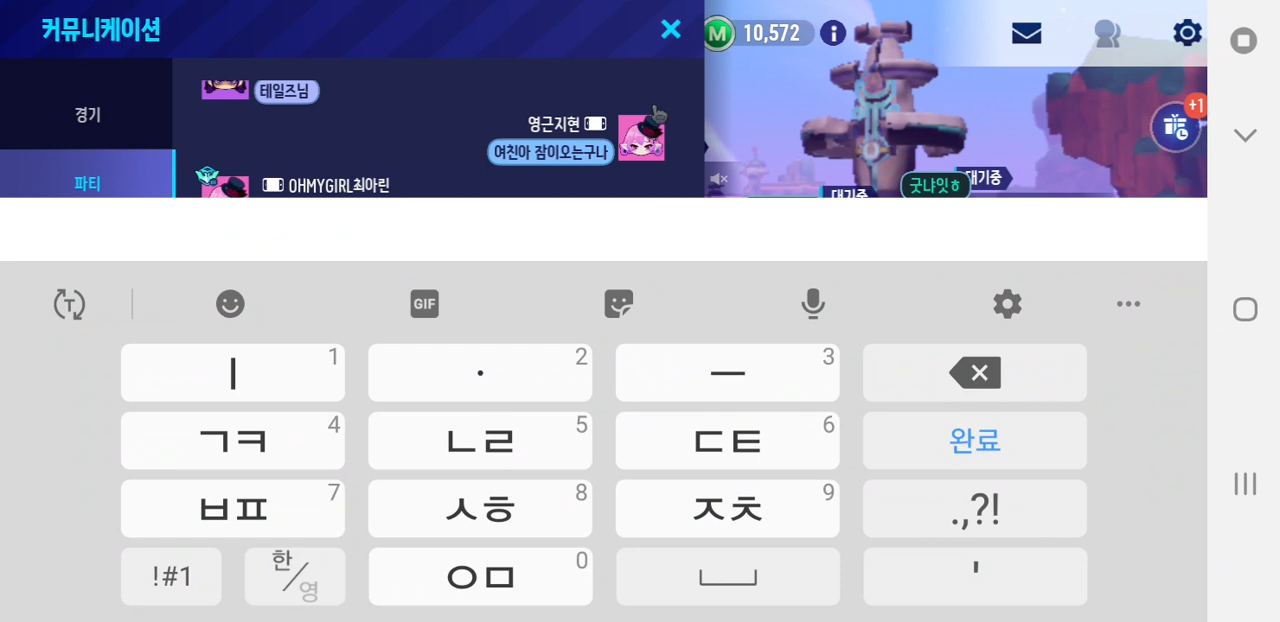 커뮤니케이션
M 10,572
경기
테일즈님
영근지현
여친아 잠이오는구나
파티
OHMYGIRL최아린
+1
대기중
굿냐잇ㅎ
대기중
T
GIF
ㅣ 1
· 2
ㅡ 3
ㄱㅋ 4
ㄴㄹ 5
ㄷㅌ 6
완료
ㅂㅍ 7
ㅅㅎ 8
ㅈㅊ 9
.,?!
!#1
한/영
ㅇㅁ 0
'